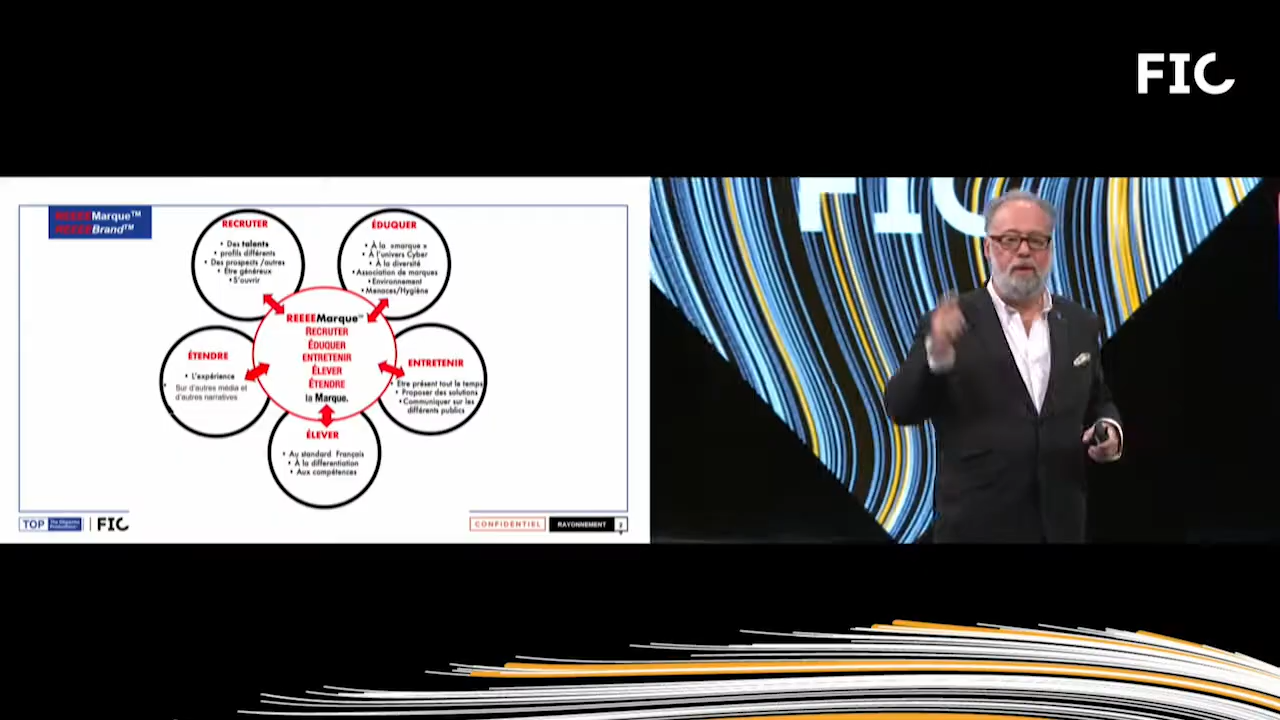 FIC
FIC
REEEEMarque™
REEEEBrand™
RECRUTER
• Des talents
• profils différents
• Des prospects /autres
• Être généreux
• S'ouvrir
ÉDUQUER
• À la «marque »
• À l'univers Cyber
• À la diversité
• Association de marques
• Environnement
• Menaces/Hygiène
REEEEMarque™
RECRUTER
ÉDUQUER
ENTRETENIR
ÉLEVER
ÉTENDRE
la Marque.
ÉTENDRE
• L'expérience
• Sur d'autres média et
d'autres narratives
ENTRETENIR
• Etre présent tout le temps
• Proposer des solutions
• Communiquer sur les
différents publics
ÉLEVER
• Au standard Français
• À la differentiation
• Aux compétences
TOP
FIC
CONFIDENTIEL
RAYONNEMENT
2